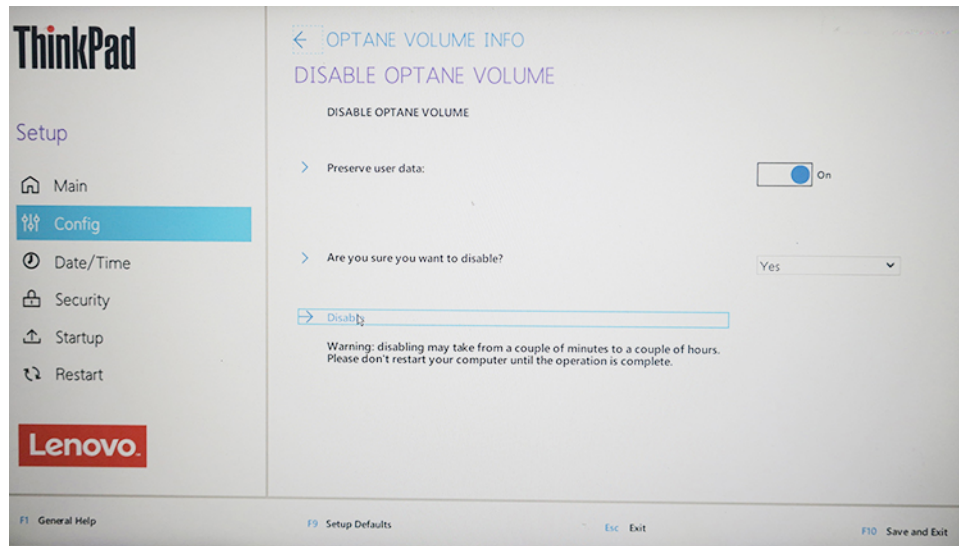 ThinkPad
Setup
Main
Config
Date/Time
Security
Startup
Restart
Lenovo.
OPTANE VOLUME INFO
DISABLE OPTANE VOLUME
DISABLE OPTANE VOLUME
Preserve user data:
On
Are you sure you want to disable?
Yes
Disable
Warning: disabling may take from a couple of minutes to a couple of hours.
Please don't restart your computer until the operation is complete.
F1 General Help
F9 Setup Defaults
Esc Exit
F10 Save and Exit